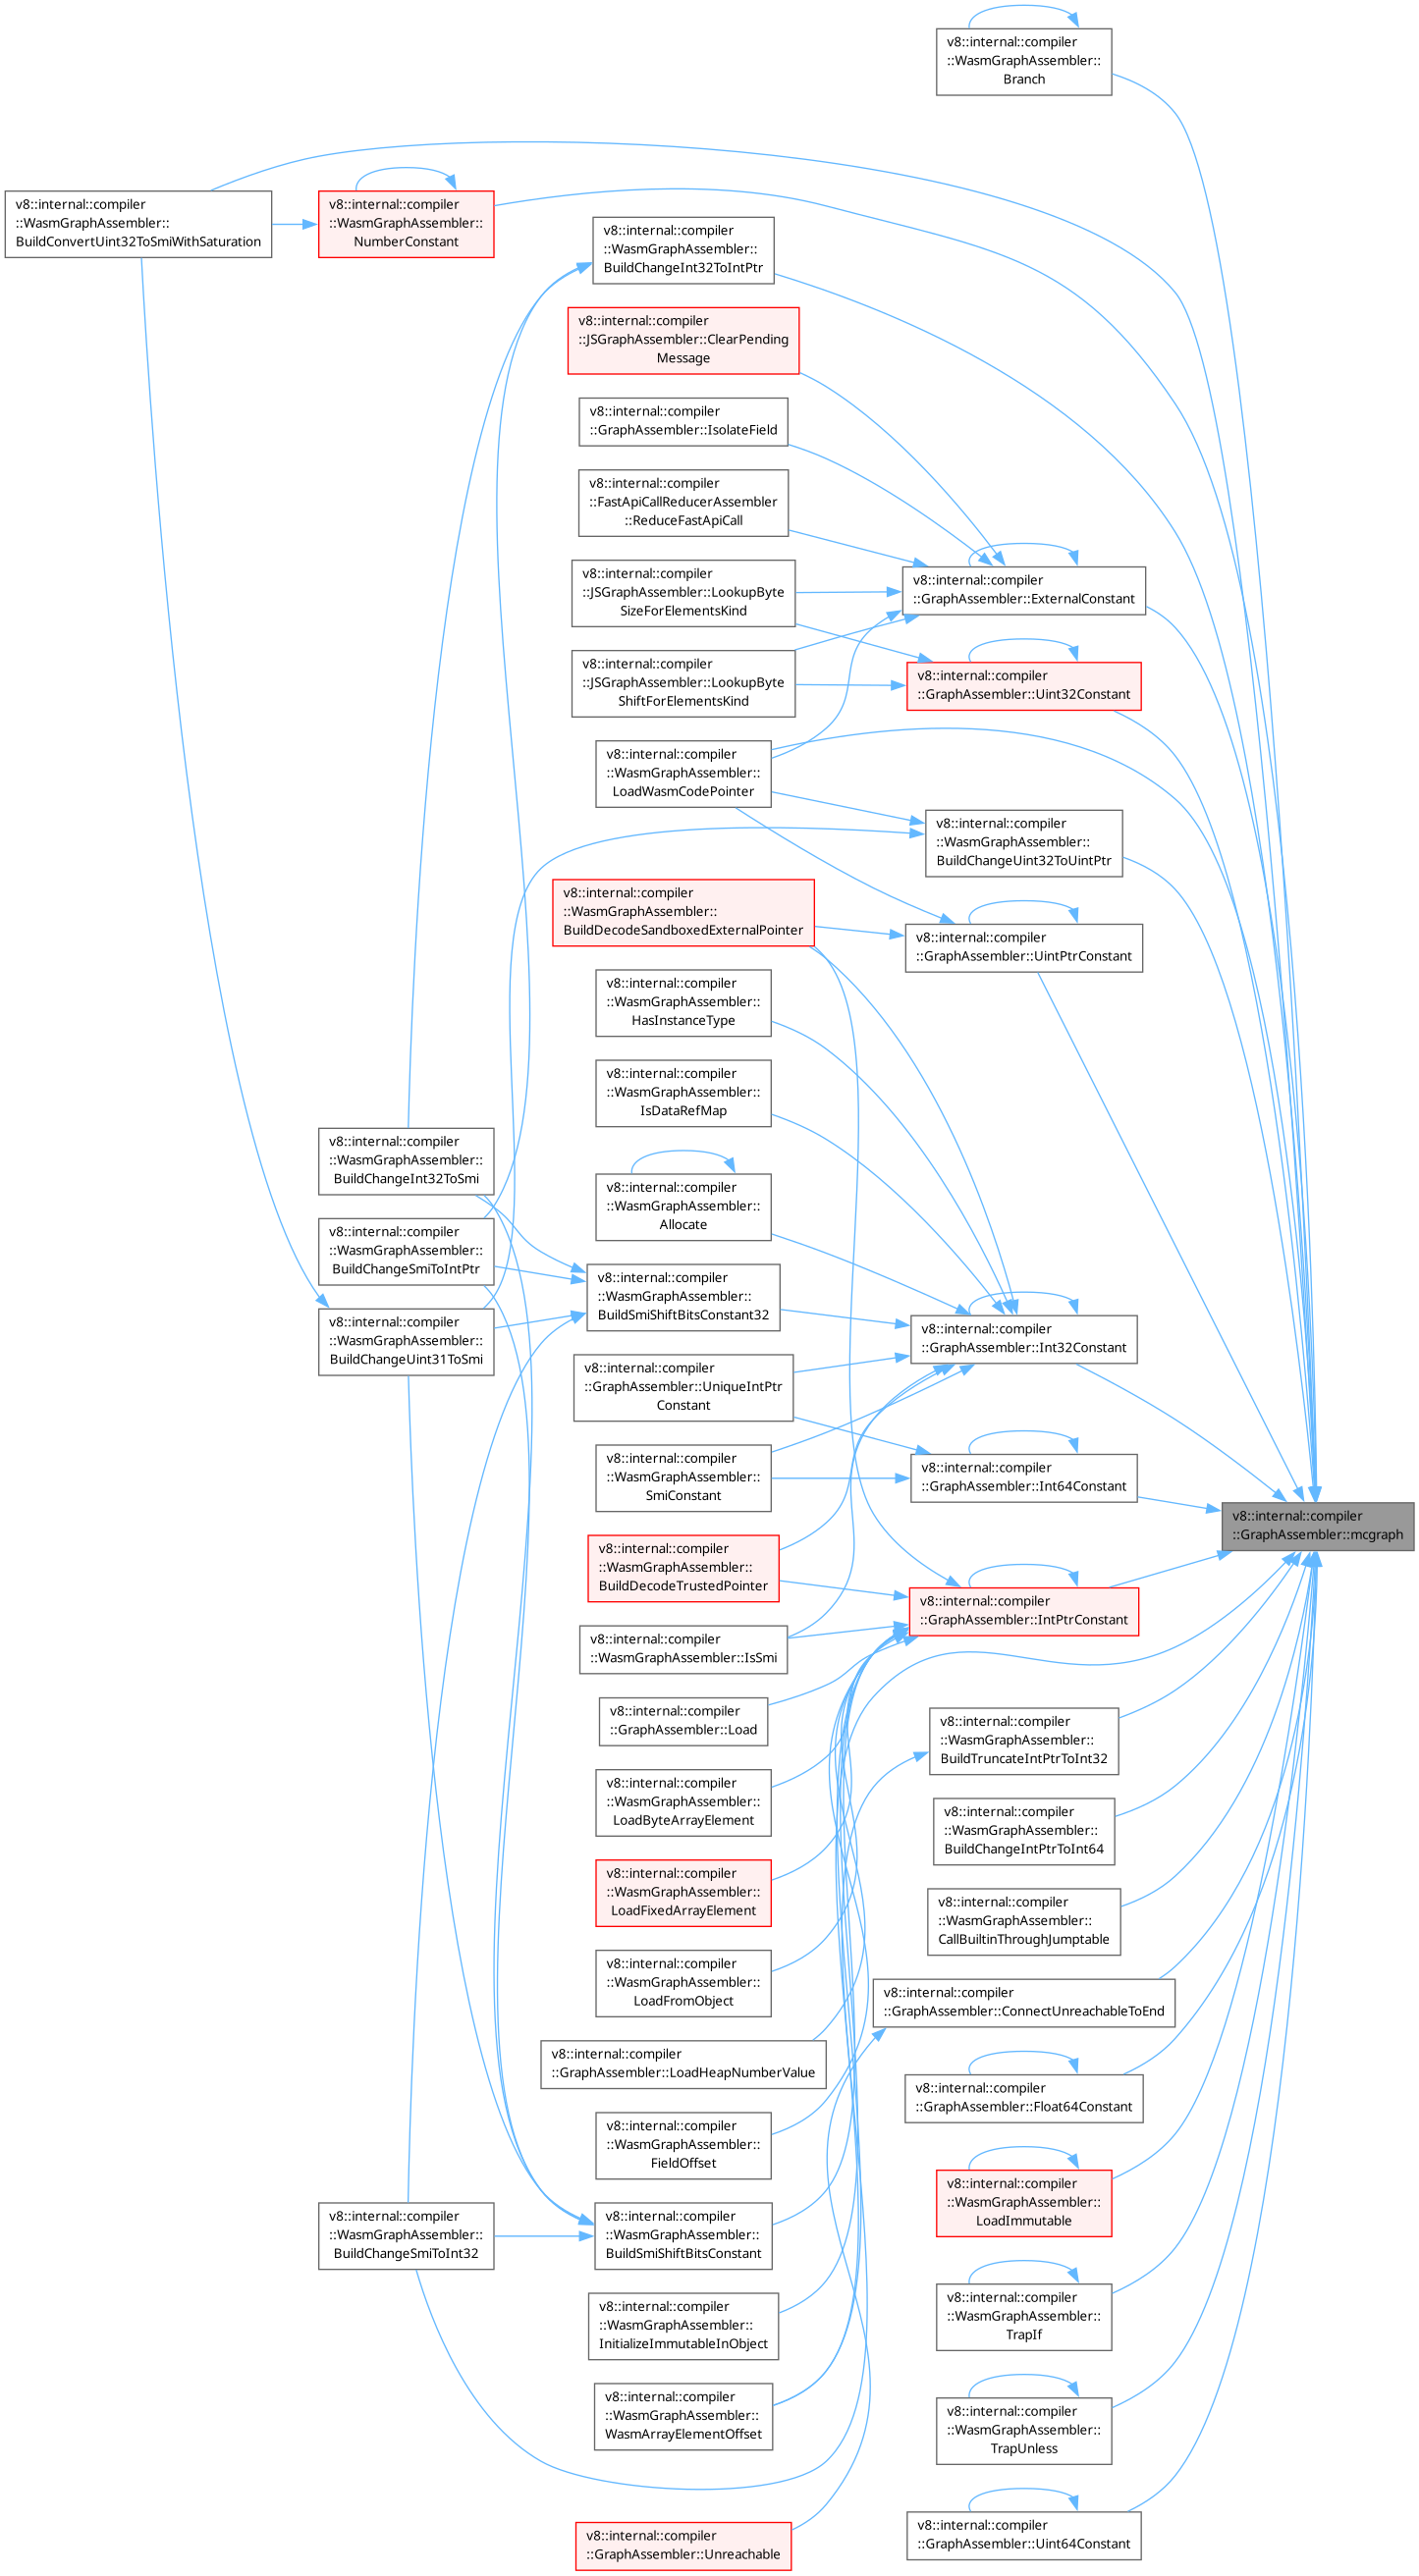 v8::internal::compiler
::WasmGraphAssembler::
Branch
v8::internal::compiler
::WasmGraphAssembler::
BuildConvertUint32ToSmiWithSaturation
v8::internal::compiler
::WasmGraphAssembler::
NumberConstant
v8::internal::compiler
::WasmGraphAssembler::
BuildChangeInt32ToIntPtr
v8::internal::compiler
::JSGraphAssembler::ClearPending
Message
v8::internal::compiler
::GraphAssembler::IsolateField
v8::internal::compiler
::FastApiCallReducerAssembler
::ReduceFastApiCall
v8::internal::compiler
::JSGraphAssembler::LookupByte
SizeForElementsKind
v8::internal::compiler
::GraphAssembler::ExternalConstant
v8::internal::compiler
::JSGraphAssembler::LookupByte
ShiftForElementsKind
v8::internal::compiler
::GraphAssembler::Uint32Constant
v8::internal::compiler
::WasmGraphAssembler::
LoadWasmCodePointer
v8::internal::compiler
::WasmGraphAssembler::
BuildChangeUint32ToUintPtr
v8::internal::compiler
::WasmGraphAssembler::
BuildDecodeSandboxedExternalPointer
v8::internal::compiler
::GraphAssembler::UintPtrConstant
v8::internal::compiler
::WasmGraphAssembler::
HasInstanceType
v8::internal::compiler
::WasmGraphAssembler::
IsDataRefMap
v8::internal::compiler
::WasmGraphAssembler::
BuildChangeInt32ToSmi
v8::internal::compiler
::WasmGraphAssembler::
Allocate
v8::internal::compiler
::WasmGraphAssembler::
BuildChangeSmiToIntPtr
v8::internal::compiler
::WasmGraphAssembler::
BuildSmiShiftBitsConstant32
v8::internal::compiler
::WasmGraphAssembler::
BuildChangeUint31ToSmi
v8::internal::compiler
::GraphAssembler::Int32Constant
v8::internal::compiler
::GraphAssembler::UniqueIntPtr
Constant
v8::internal::compiler
::WasmGraphAssembler::
SmiConstant
v8::internal::compiler
::GraphAssembler::Int64Constant
v8::internal::compiler
::GraphAssembler::mcgraph
v8::internal::compiler
::WasmGraphAssembler::
BuildDecodeTrustedPointer
v8::internal::compiler
::GraphAssembler::IntPtrConstant
v8::internal::compiler
::WasmGraphAssembler::IsSmi
v8::internal::compiler
::GraphAssembler::Load
v8::internal::compiler
::WasmGraphAssembler::
BuildTruncateIntPtrToInt32
v8::internal::compiler
::WasmGraphAssembler::
LoadByteArrayElement
v8::internal::compiler
::WasmGraphAssembler::
BuildChangeIntPtrToInt64
v8::internal::compiler
::WasmGraphAssembler::
LoadFixedArrayElement
v8::internal::compiler
::WasmGraphAssembler::
CallBuiltinThroughJumptable
v8::internal::compiler
::WasmGraphAssembler::
LoadFromObject
v8::internal::compiler
::GraphAssembler::ConnectUnreachableToEnd
v8::internal::compiler
::GraphAssembler::LoadHeapNumberValue
v8::internal::compiler
::GraphAssembler::Float64Constant
v8::internal::compiler
::WasmGraphAssembler::
FieldOffset
v8::internal::compiler
::WasmGraphAssembler::
LoadImmutable
v8::internal::compiler
::WasmGraphAssembler::
BuildChangeSmiToInt32
v8::internal::compiler
::WasmGraphAssembler::
BuildSmiShiftBitsConstant
v8::internal::compiler
::WasmGraphAssembler::
TrapIf
v8::internal::compiler
::WasmGraphAssembler::
InitializeImmutableInObject
v8::internal::compiler
::WasmGraphAssembler::
WasmArrayElementOffset
v8::internal::compiler
::WasmGraphAssembler::
TrapUnless
v8::internal::compiler
::GraphAssembler::Uint64Constant
v8::internal::compiler
::GraphAssembler::Unreachable